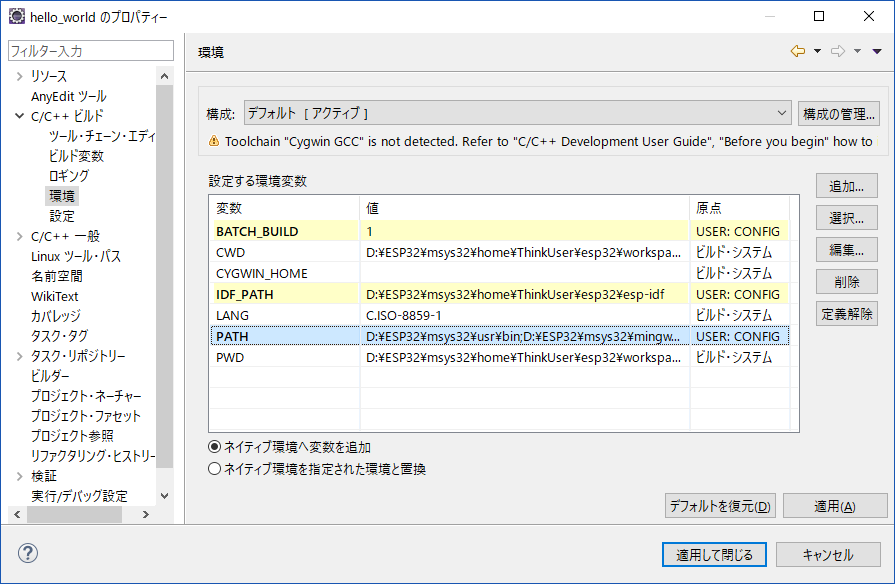 hello_world のプロパティー
フィルター入力
リソース
AnyEdit ツール
C/C++ ビルド
ツール・チェーン・エディ
ビルド変数
ロギング
環境
設定
C/C++ 一般
Linux ツール・パス
名前空間
WikiText
カバレッジ
タスク・タグ
タスク・リポジトリー
ビルダー
プロジェクト・ネーチャー
プロジェクト・ファセット
プロジェクト参照
リファクタリング・ヒストリー
検証
実行/デバッグ設定
環境
構成: デフォルト [ アクティブ ] 構成の管理...
Toolchain "Cygwin GCC" is not detected. Refer to "C/C++ Development User Guide", "Before you begin" how to
設定する環境変数
変数 値 原点
BATCH_BUILD 1 USER: CONFIG
CWD D:¥ESP32¥msys32¥home¥ThinkUser¥esp32¥workspa... ビルド・システム
CYGWIN_HOME ビルド・システム
IDF_PATH D:¥ESP32¥msys32¥home¥ThinkUser¥esp32¥esp-idf USER: CONFIG
LANG C.ISO-8859-1 ビルド・システム
PATH D:¥ESP32¥msys32¥usr¥bin;D:¥ESP32¥msys32¥mingw... USER: CONFIG
PWD D:¥ESP32¥msys32¥home¥ThinkUser¥esp32¥workspa... ビルド・システム
追加...
選択...
編集...
削除
定義解除
ネイティブ環境へ変数を追加
ネイティブ環境を指定された環境と置換
デフォルトを復元(D) 適用(A)
適用して閉じる キャンセル